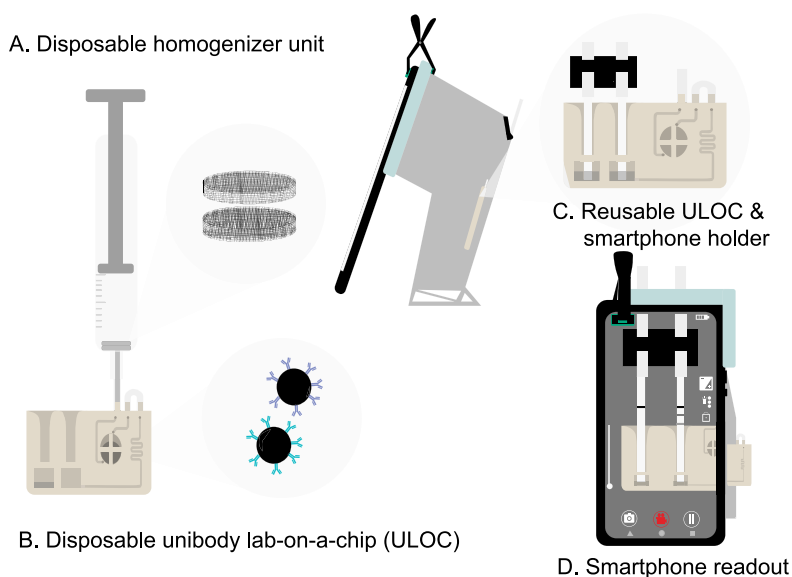 A. Disposable homogenizer unit
C. Reusable ULOC &
smartphone holder
B. Disposable unibody lab-on-a-chip (ULOC)
D. Smartphone readout